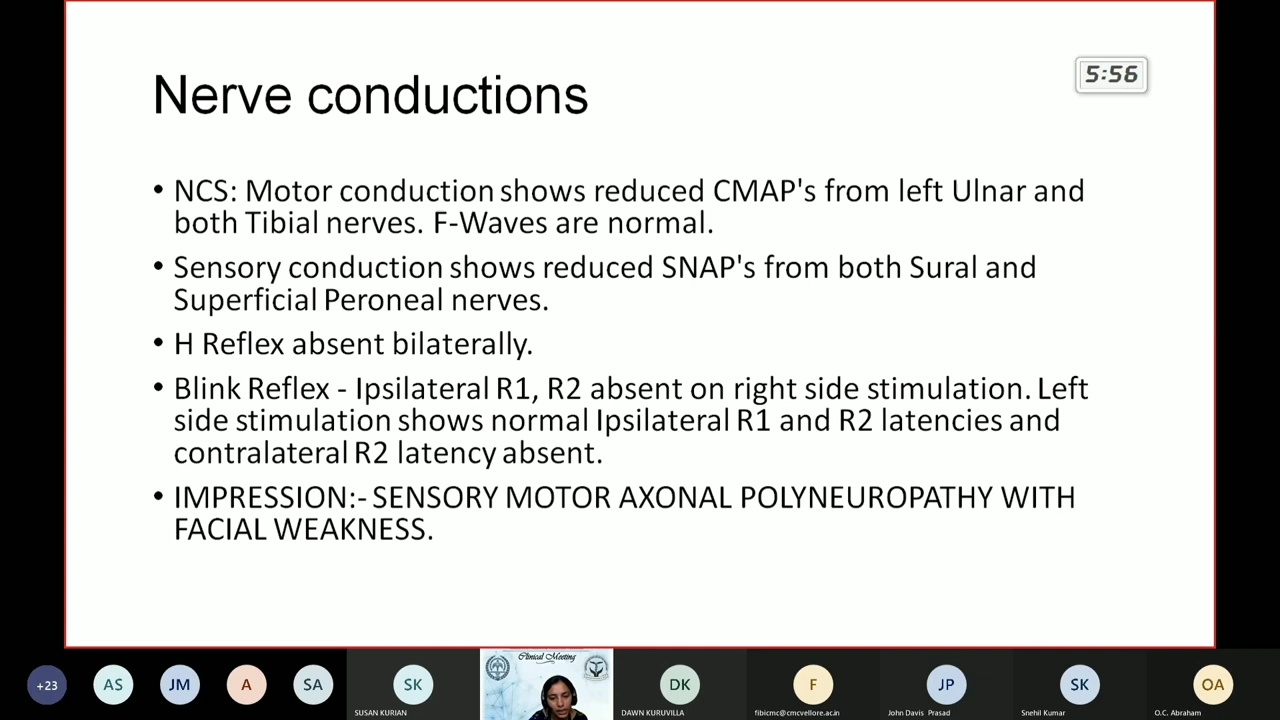 Nerve conductions
5:56
• NCS: Motor conduction shows reduced CMAP's from left Ulnar and
both Tibial nerves. F-Waves are normal.
• Sensory conduction shows reduced SNAP's from both Sural and
Superficial Peroneal nerves.
• H Reflex absent bilaterally.
• Blink Reflex - Ipsilateral R1, R2 absent on right side stimulation. Left
side stimulation shows normal Ipsilateral R1 and R2 latencies and
contralateral R2 latency absent.
• IMPRESSION:- SENSORY MOTOR AXONAL POLYNEUROPATHY WITH
FACIAL WEAKNESS.
+23
AS
JM
A
SA
SK
SUSAN KURIAN
Clinical Meeting
DK
DAWN KURUVILLA
F
fibicmc@cmcvellore.ac.in
JP
John Davis Prasad
SK
Snehil Kumar
OA
O.C. Abraham